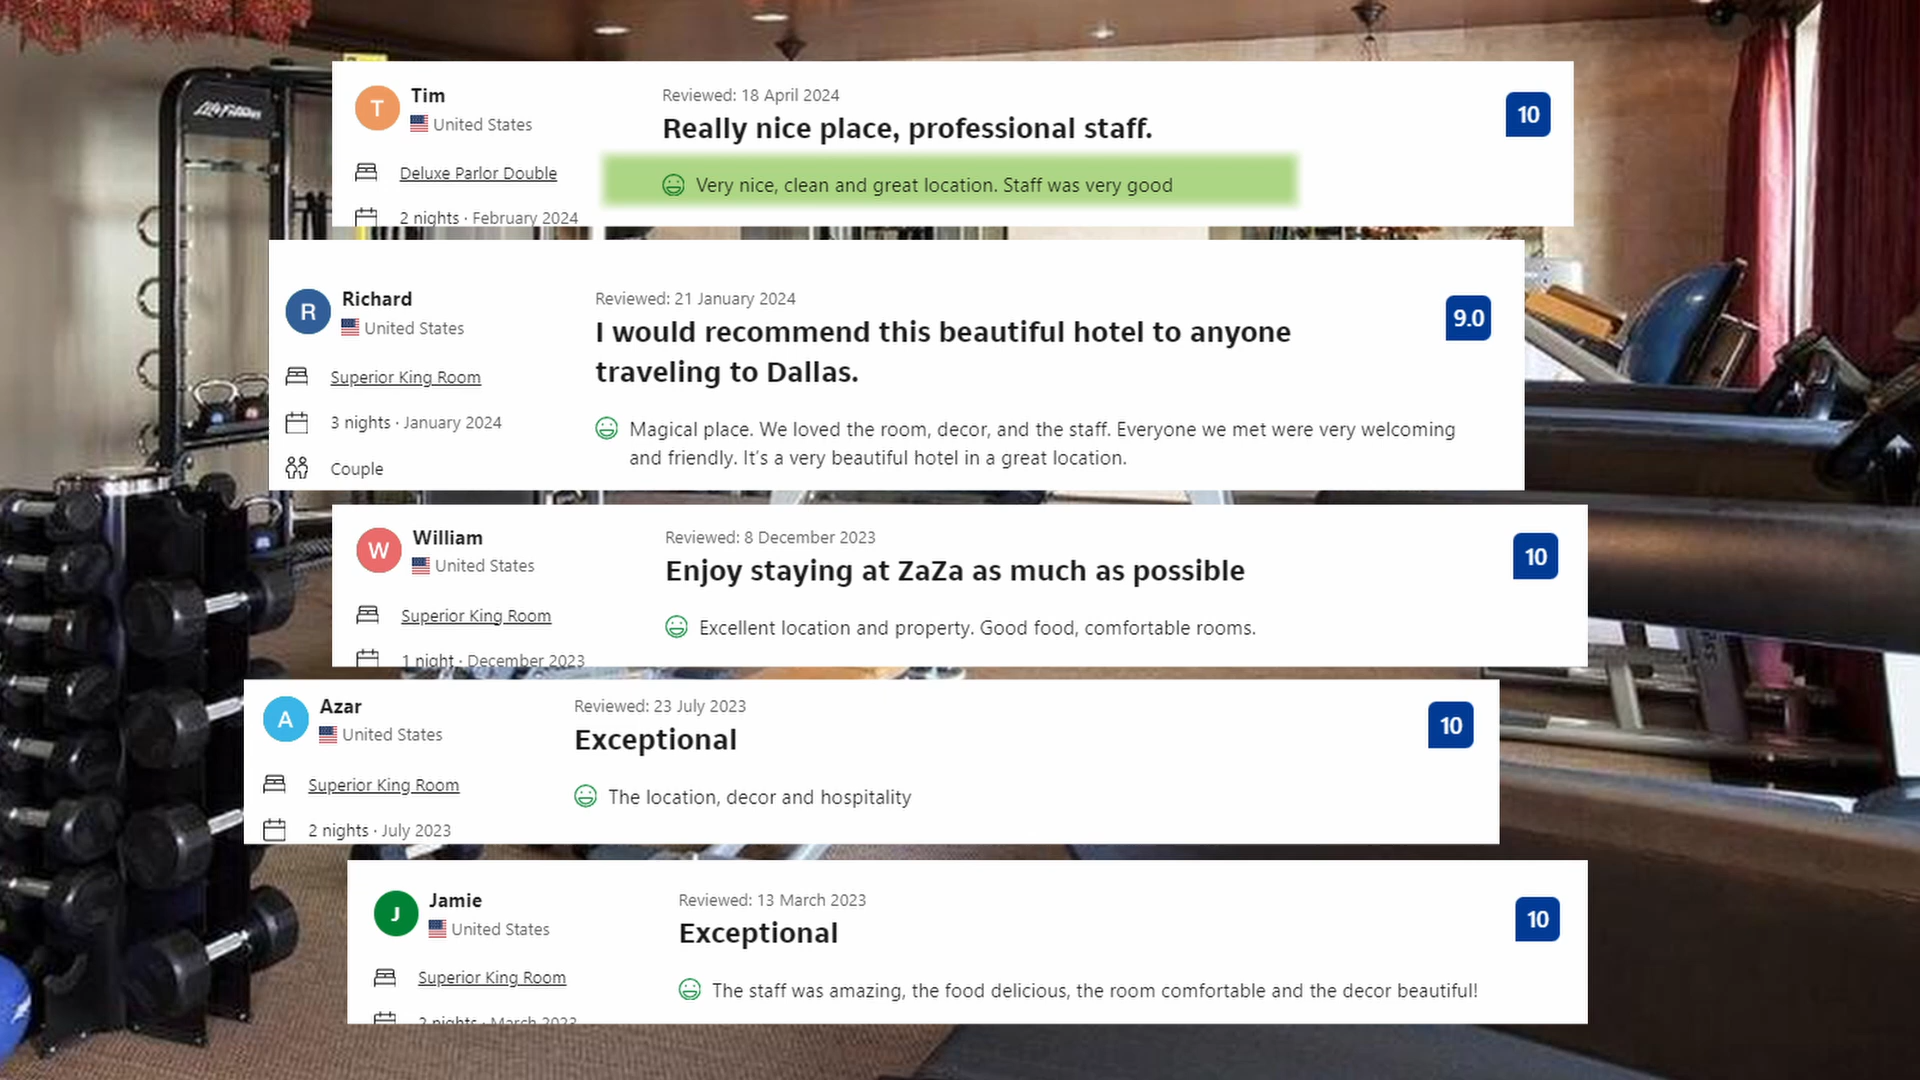 Life Fitness
T
Tim
United States
Deluxe Parlor Double
2 nights · February 2024
Reviewed: 18 April 2024
Really nice place, professional staff.
Very nice, clean and great location. Staff was very good
10
R
Richard
United States
Superior King Room
3 nights · January 2024
Couple
Reviewed: 21 January 2024
I would recommend this beautiful hotel to anyone
traveling to Dallas.
Magical place. We loved the room, decor, and the staff. Everyone we met were very welcoming
and friendly. It's a very beautiful hotel in a great location.
9.0
W
William
United States
Superior King Room
1 night · December 2023
Reviewed: 8 December 2023
Enjoy staying at ZaZa as much as possible
Excellent location and property. Good food, comfortable rooms.
10
A
Azar
United States
Superior King Room
2 nights · July 2023
Reviewed: 23 July 2023
Exceptional
The location, decor and hospitality
10
J
Jamie
United States
Superior King Room
2 nights · March 2023
Reviewed: 13 March 2023
Exceptional
The staff was amazing, the food delicious, the room comfortable and the decor beautiful!
10